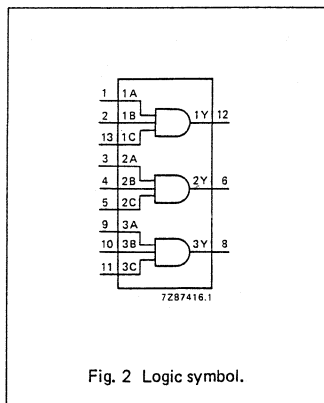 1 1A
2 1B 1Y 12
13 1C
3 2A
4 2B 2Y 6
5 2C
9 3A
10 3B 3Y 8
11 3C
7Z87416.1
Fig. 2 Logic symbol.